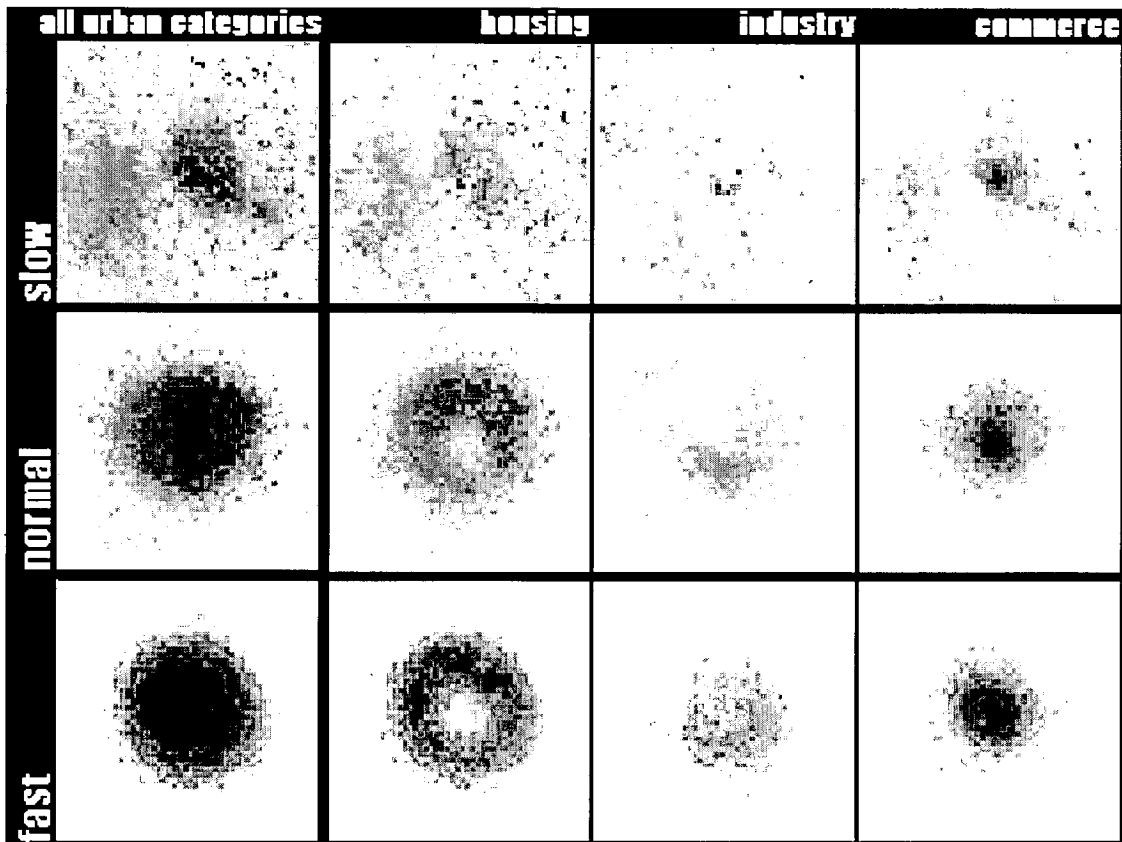 all urban categories
housing
industry
commerce
slow
normal
fast